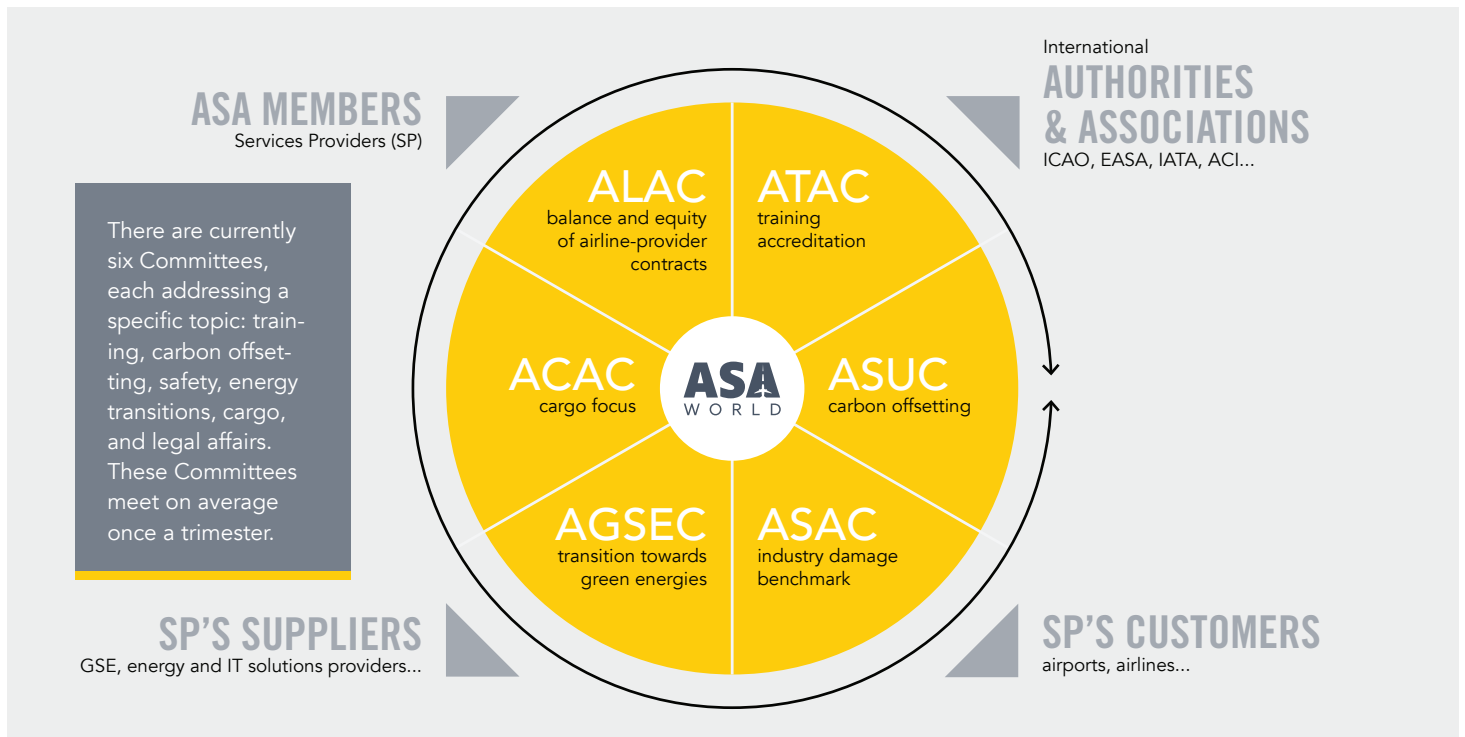 ASA MEMBERS
Services Providers (SP)
International
AUTHORITIES
& ASSOCIATIONS
ICAO, EASA, IATA, ACI...
There are currently
six Committees,
each addressing a
specific topic: train-
ing, carbon offset-
ting, safety, energy
transitions, cargo,
and legal affairs.
These Committees
meet on average
once a trimester.
ALAC
balance and equity
of airline-provider
contracts
ATAC
training
accreditation
ACAC
cargo focus
ASA
WORLD
ASUC
carbon offsetting
AGSEC
transition towards
green energies
ASAC
industry damage
benchmark
SP’S SUPPLIERS
GSE, energy and IT solutions providers...
SP’S CUSTOMERS
airports, airlines...